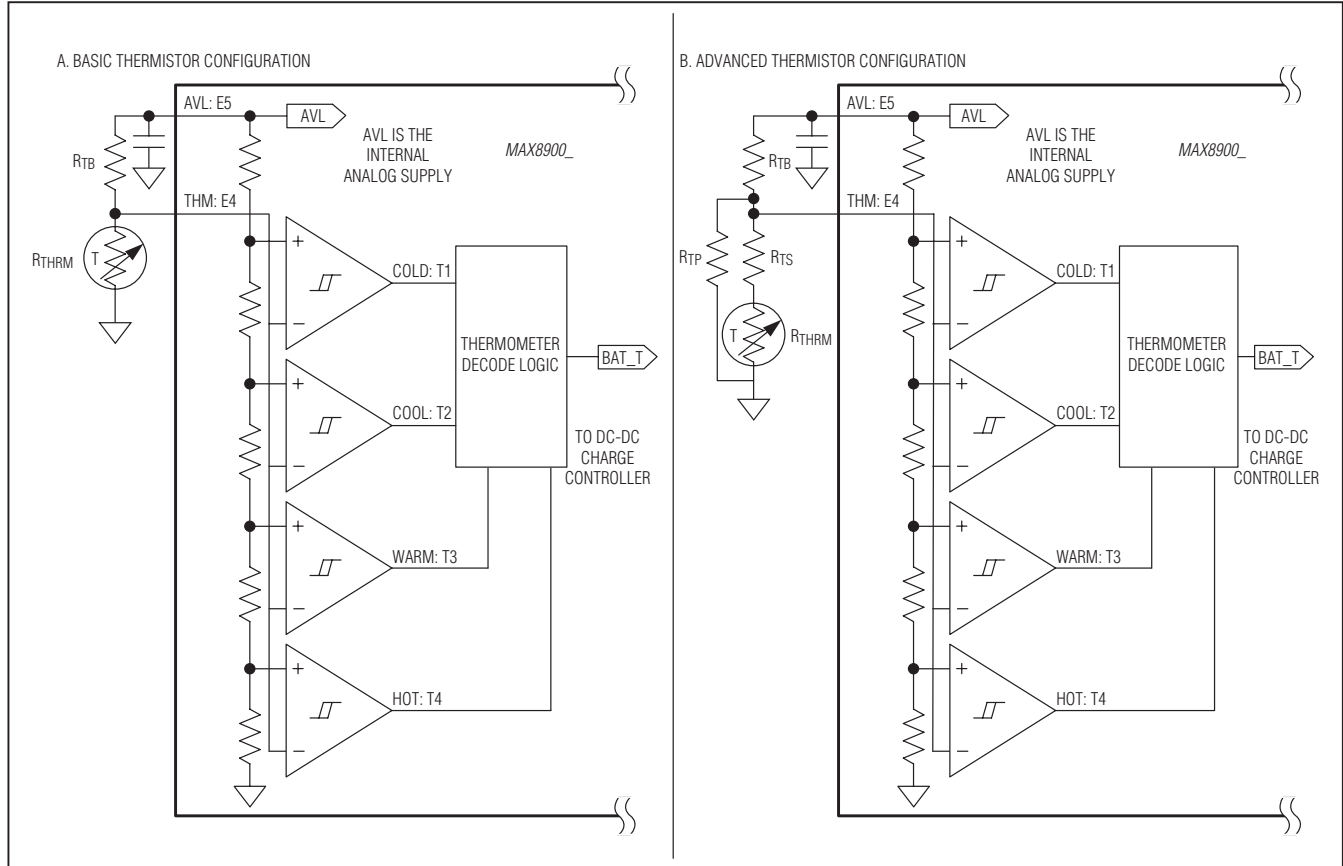 A. BASIC THERMISTOR CONFIGURATION
AVL: E5
AVL
AVL IS THE
INTERNAL
ANALOG SUPPLY
MAX8900_
RTB
THM: E4
RTHRM
T
+
−
COLD: T1
+
−
COOL: T2
+
−
WARM: T3
+
−
HOT: T4
THERMOMETER
DECODE LOGIC
BAT_T
TO DC-DC
CHARGE
CONTROLLER
B. ADVANCED THERMISTOR CONFIGURATION
AVL: E5
AVL
AVL IS THE
INTERNAL
ANALOG SUPPLY
MAX8900_
RTB
THM: E4
RTP
RTS
T
RTHRM
+
−
COLD: T1
+
−
COOL: T2
+
−
WARM: T3
+
−
HOT: T4
THERMOMETER
DECODE LOGIC
BAT_T
TO DC-DC
CHARGE
CONTROLLER